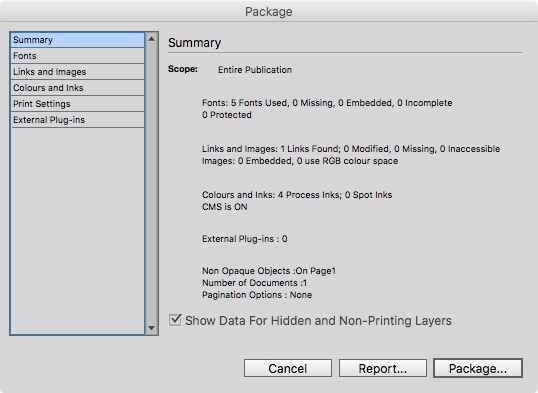 Package
Summary
Fonts
Links and Images
Colours and Inks
Print Settings
External Plug-ins
Summary
Scope: Entire Publication
Fonts: 5 Fonts Used, 0 Missing, 0 Embedded, 0 Incomplete
0 Protected
Links and Images: 1 Links Found; 0 Modified, 0 Missing, 0 Inaccessible
Images: 0 Embedded, 0 use RGB colour space
Colours and Inks: 4 Process Inks; 0 Spot Inks
CMS is ON
External Plug-ins : 0
Non Opaque Objects :On Page1
Number of Documents :1
Pagination Options : None
Show Data For Hidden and Non-Printing Layers
Cancel Report... Package...